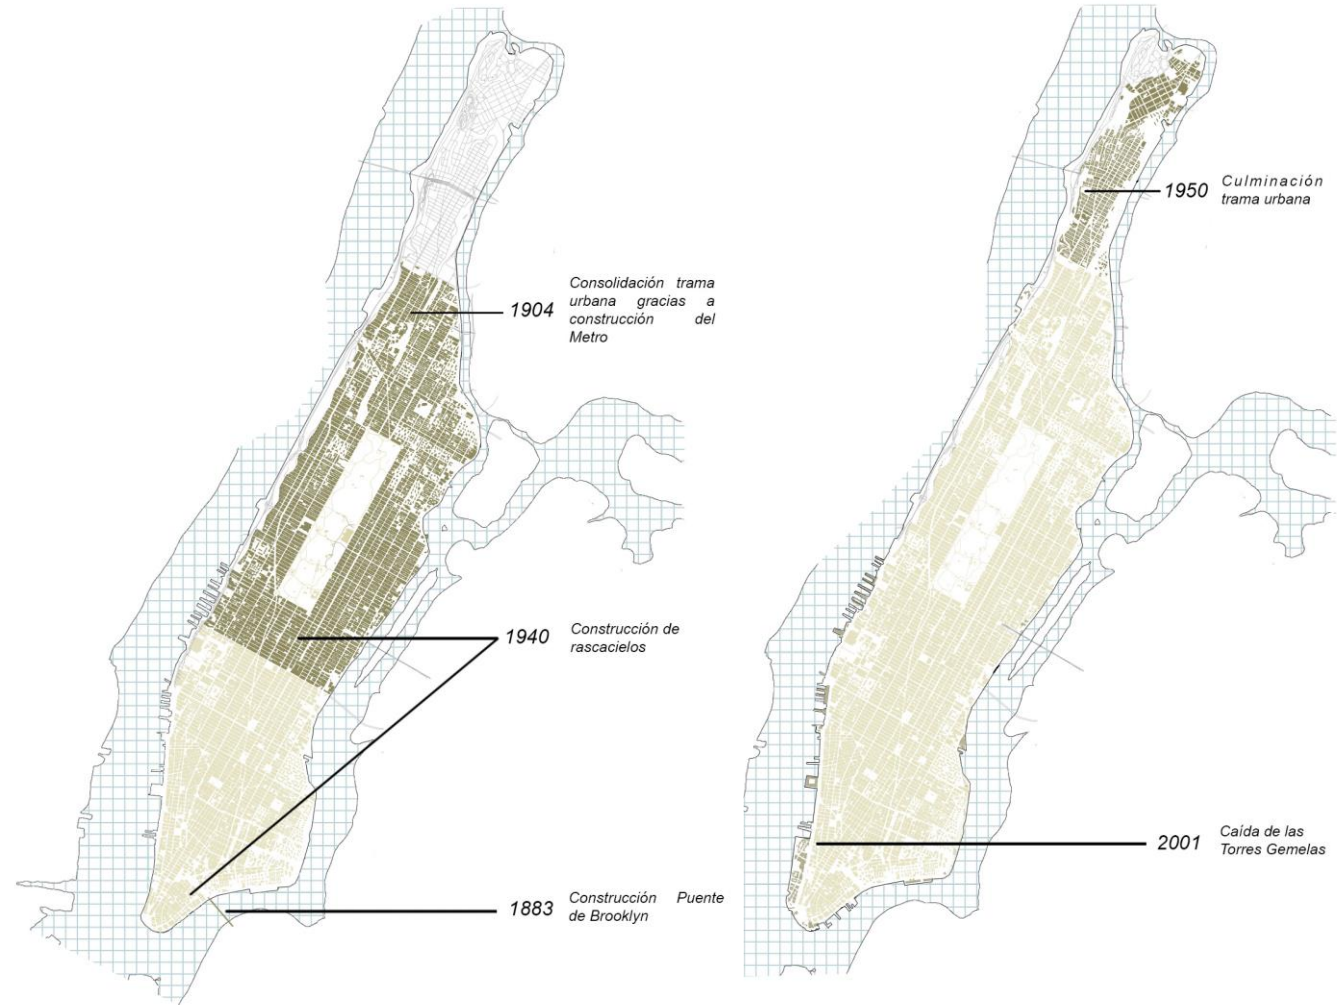 1904
Consolidación trama
urbana gracias a
construcción del
Metro
1940
Construcción de
rascacielos
1883
Construcción Puente
de Brooklyn
1950
Culminación
trama urbana
2001
Caída de las
Torres Gemelas